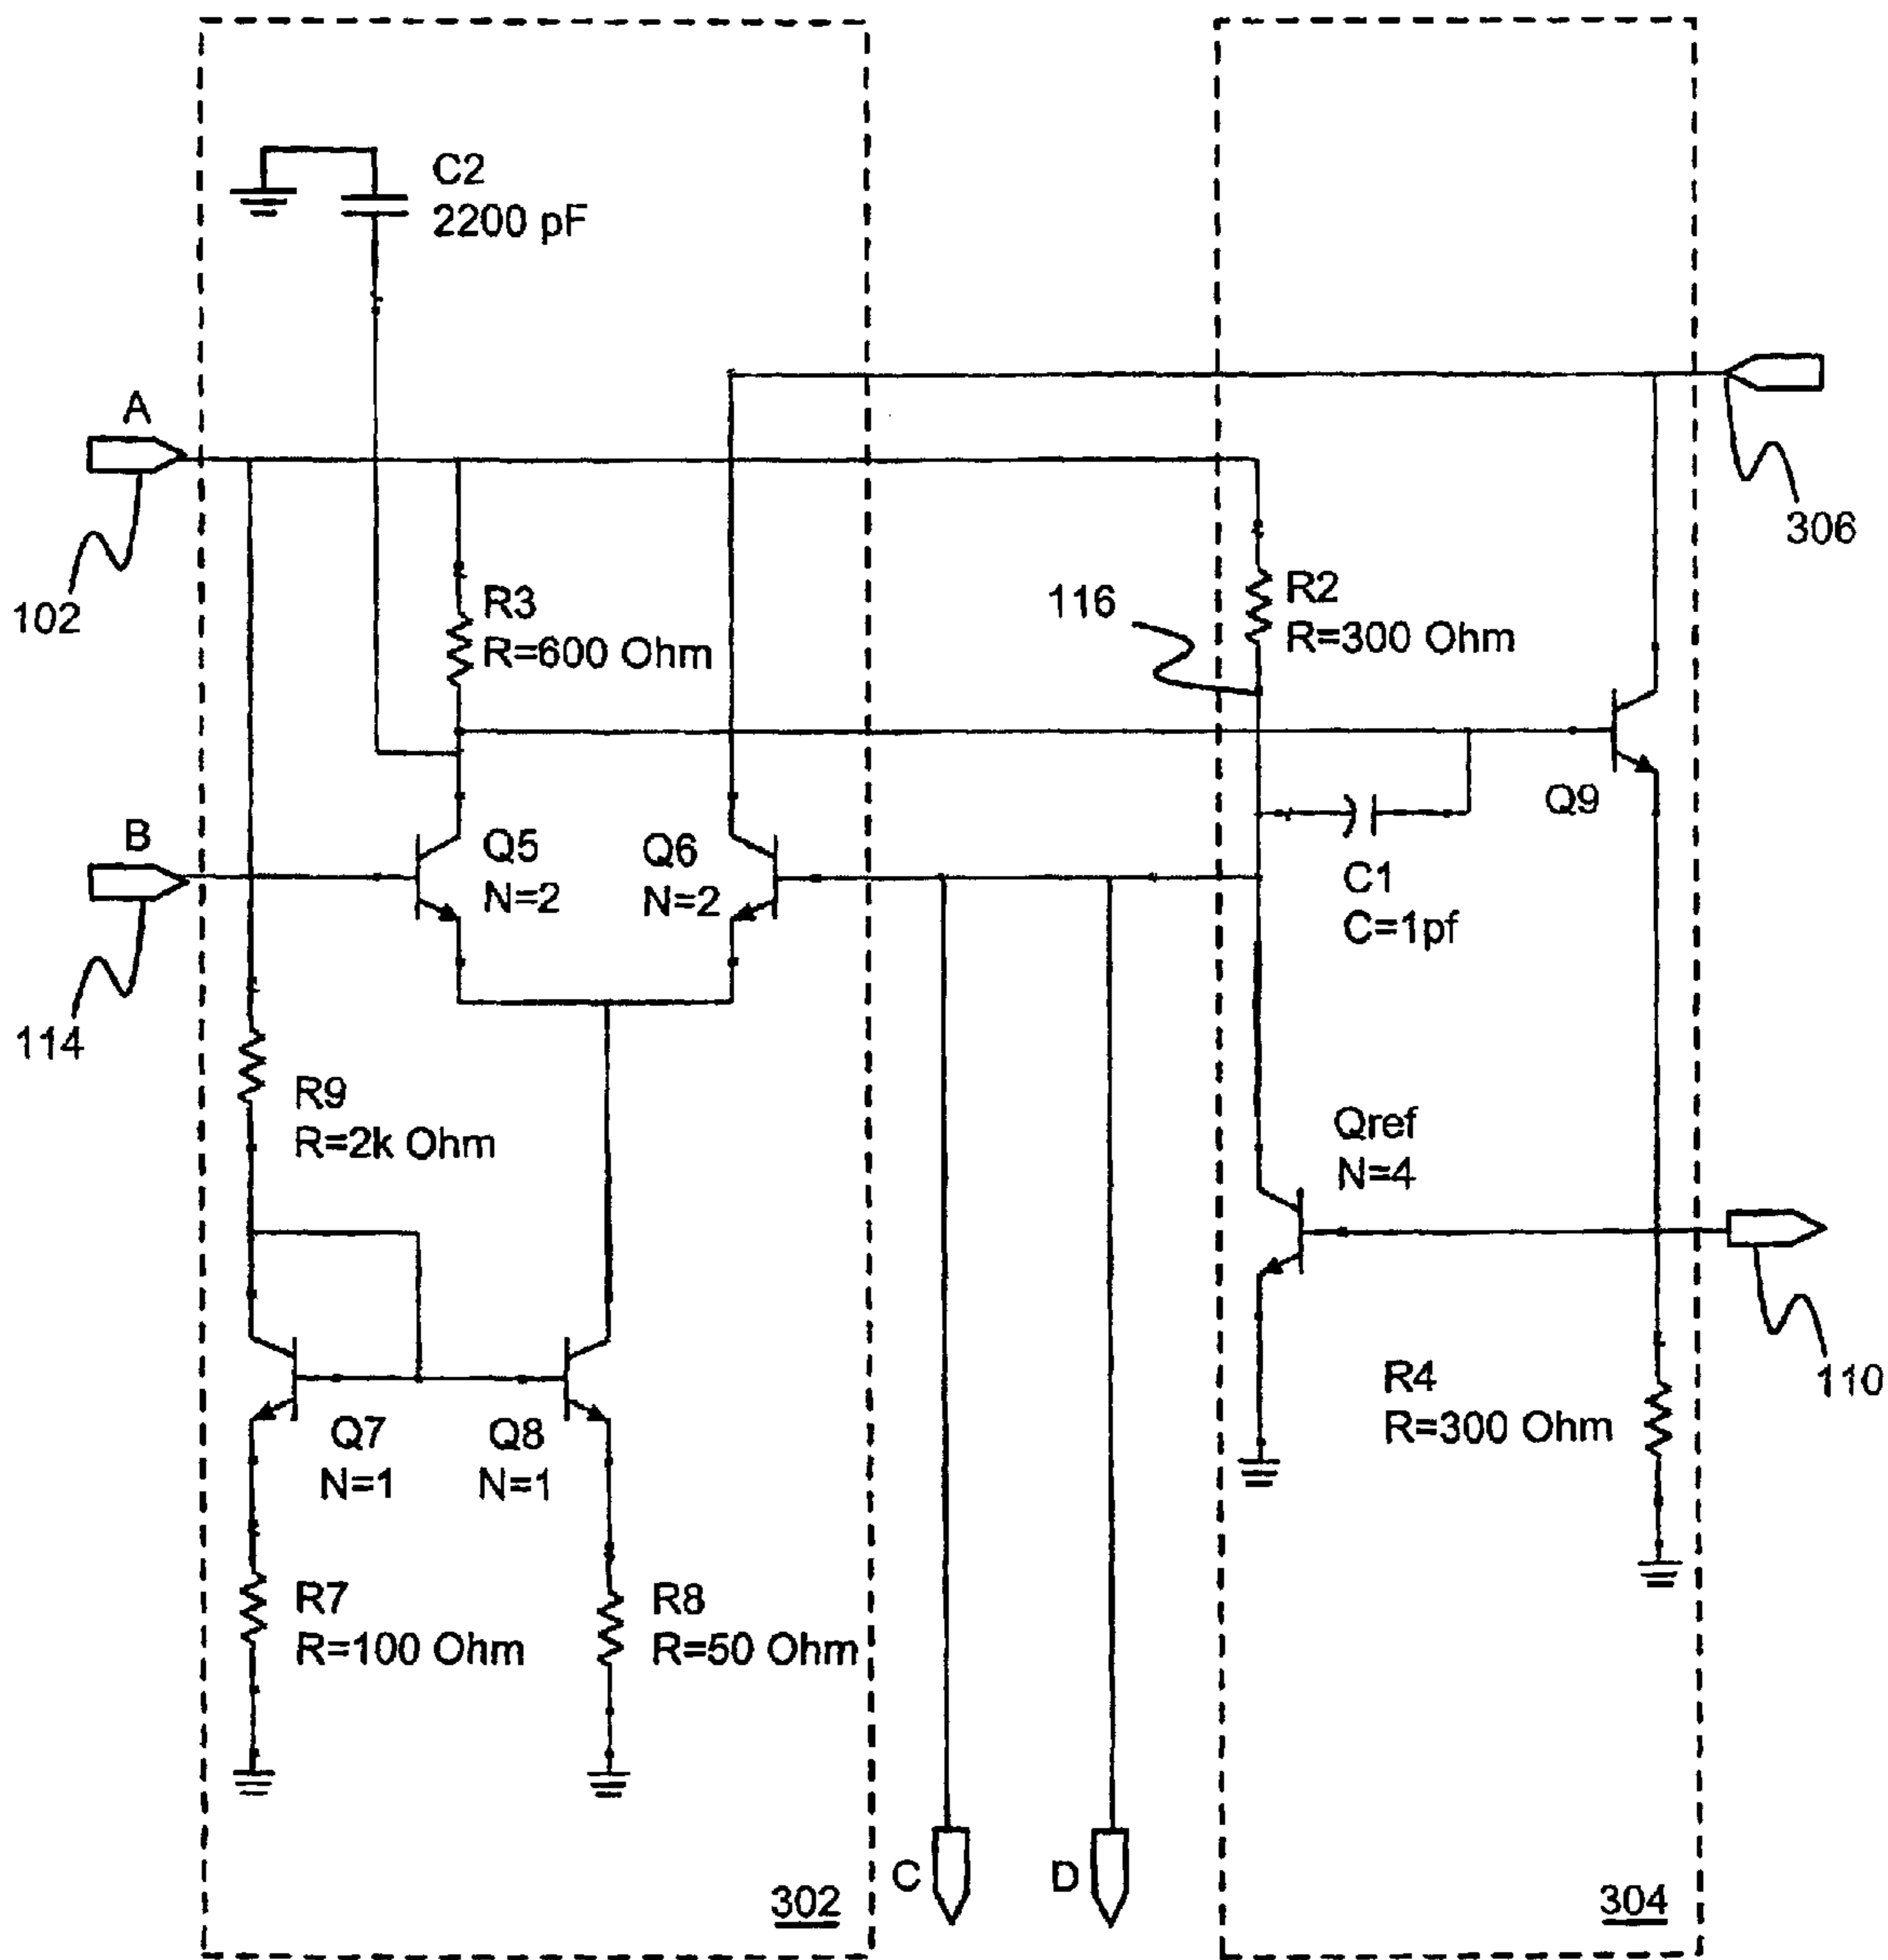 C2
2200 pF
A
306
102
R3
R=600 Ohm
116
R2
R=300 Ohm
B
Q5
N=2
Q6
N=2
Q9
C1
C=1pf
114
R9
R=2k Ohm
Qref
N=4
110
R4
R=300 Ohm
Q7
N=1
Q8
N=1
R7
R=100 Ohm
R8
R=50 Ohm
C
D
302
304